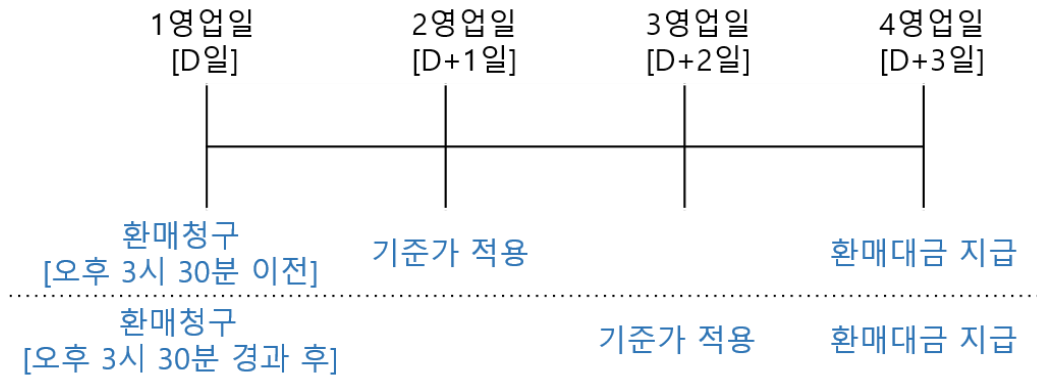 1영업일 2영업일 3영업일 4영업일
[D일] [D+1일] [D+2일] [D+3일]
환매청구
[오후 3시 30분 이전]
기준가 적용
환매대금 지급
환매청구
[오후 3시 30분 경과 후]
기준가 적용
환매대금 지급